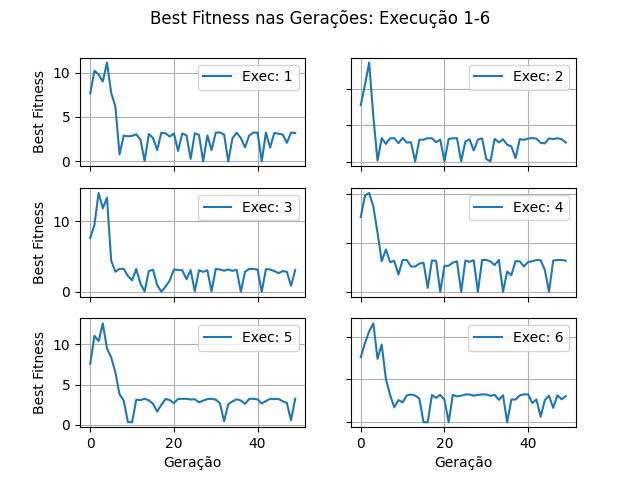 Best Fitness nas Gerações: Execução 1-6
Best Fitness
10
5
0
Exec: 1
Exec: 2
Best Fitness
10
0
Exec: 3
Exec: 4
Best Fitness
10
5
0
Exec: 5
Exec: 6
0 20 40
0 20 40
Geração
Geração